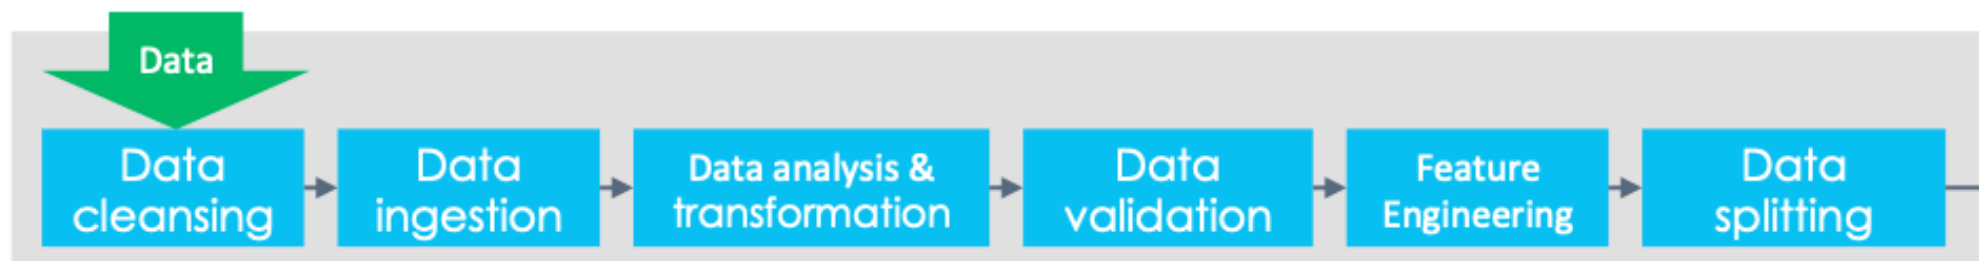 Data
Data
cleansing
Data
ingestion
Data analysis &
transformation
Data
validation
Feature
Engineering
Data
splitting